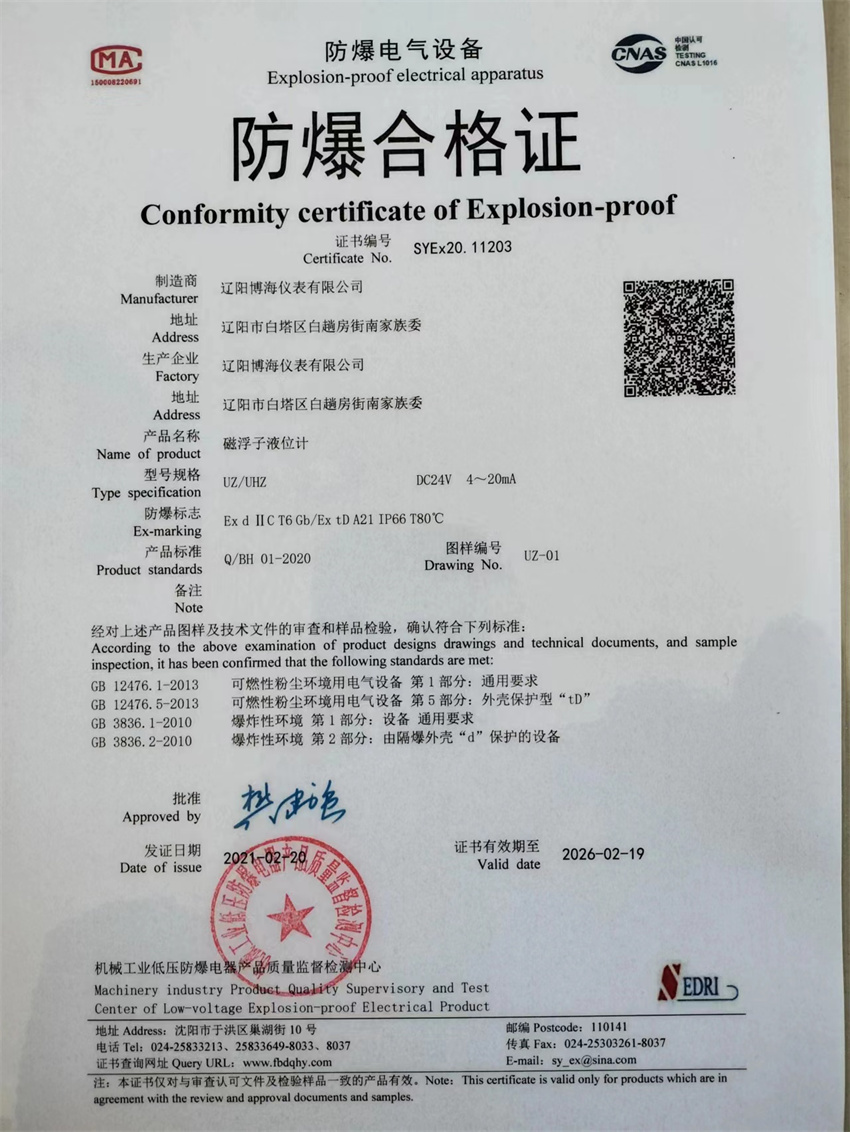 MA
150008220691
防爆电气设备
Explosion-proof electrical apparatus
CNAS
中国认可
检测
TESTING
CNAS L1016
防爆合格证
Conformity certificate of Explosion-proof
证书编号
Certificate No.
SYEx20.11203
制造商
Manufacturer
辽阳博海仪表有限公司
地址
Address
辽阳市白塔区白趟房街南家族委
生产企业
Factory
辽阳博海仪表有限公司
地址
Address
辽阳市白塔区白趟房街南家族委
产品名称
Name of product
磁浮子液位计
型号规格
Type specification
UZ/UHZ DC24V 4～20mA
防爆标志
Ex-marking
Ex d ⅡC T6 Gb/Ex tD A21 IP66 T80℃
产品标准
Product standards
Q/BH 01-2020
图样编号
Drawing No.
UZ-01
备注
Note
经对上述产品图样及技术文件的审查和样品检验，确认符合下列标准：
According to the above examination of product designs drawings and technical documents, and sample
inspection, it has been confirmed that the following standards are met:
GB 12476.1-2013 可燃性粉尘环境用电气设备 第1部分：通用要求
GB 12476.5-2013 可燃性粉尘环境用电气设备 第5部分：外壳保护型“tD”
GB 3836.1-2010 爆炸性环境 第1部分：设备 通用要求
GB 3836.2-2010 爆炸性环境 第2部分：由隔爆外壳“d”保护的设备
批准
Approved by
发证日期
Date of issue
2021-02-20
证书有效期至
Valid date
2026-02-19
机械工业低压防爆电器产品质量监督检测中心
机械工业低压防爆电器产品质量监督检测中心
Machinery industry Product Quality Supervisory and Test
Center of Low-voltage Explosion-proof Electrical Product
SEDRI
地址 Address: 沈阳市于洪区巢湖街10号 邮编 Postcode: 110141
电话 Tel: 024-25833213、25833649-8033、8037 传真 Fax: 024-25303261-8037
证书查询网址 Query URL: www.fbdqhy.com E-mail: sy_ex@sina.com
注：本证书仅对与审查认可文件及检验样品一致的产品有效。Note: This certificate is valid only for products which are in
agreement with the review and approval documents and samples.